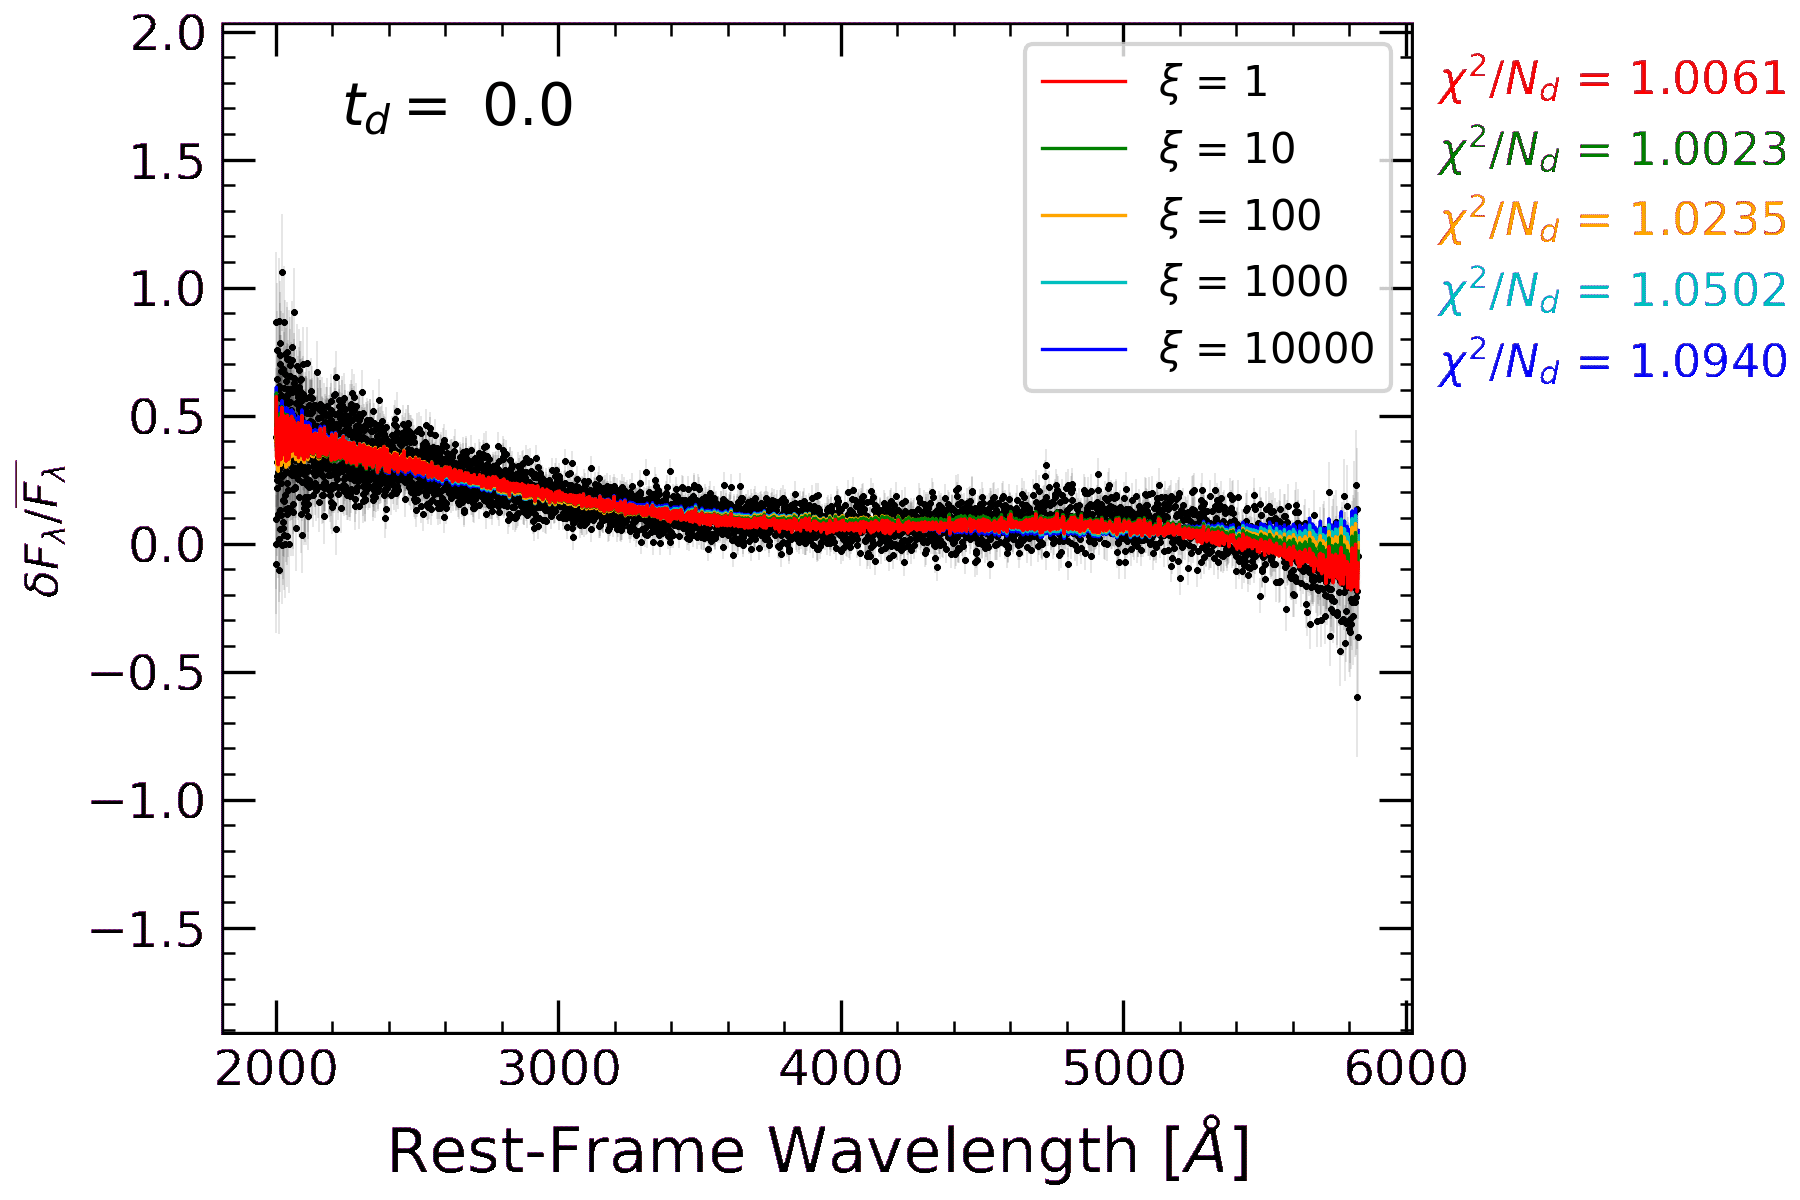 2.0
1.5
1.0
0.5
0.0
−0.5
−1.0
−1.5
δF_λ/F̅_λ̅
t_d = 0.0
ξ = 1
ξ = 10
ξ = 100
ξ = 1000
ξ = 10000
χ²/N_d = 1.0061
χ²/N_d = 1.0023
χ²/N_d = 1.0235
χ²/N_d = 1.0502
χ²/N_d = 1.0940
2000 3000 4000 5000 6000
Rest-Frame Wavelength [Å]